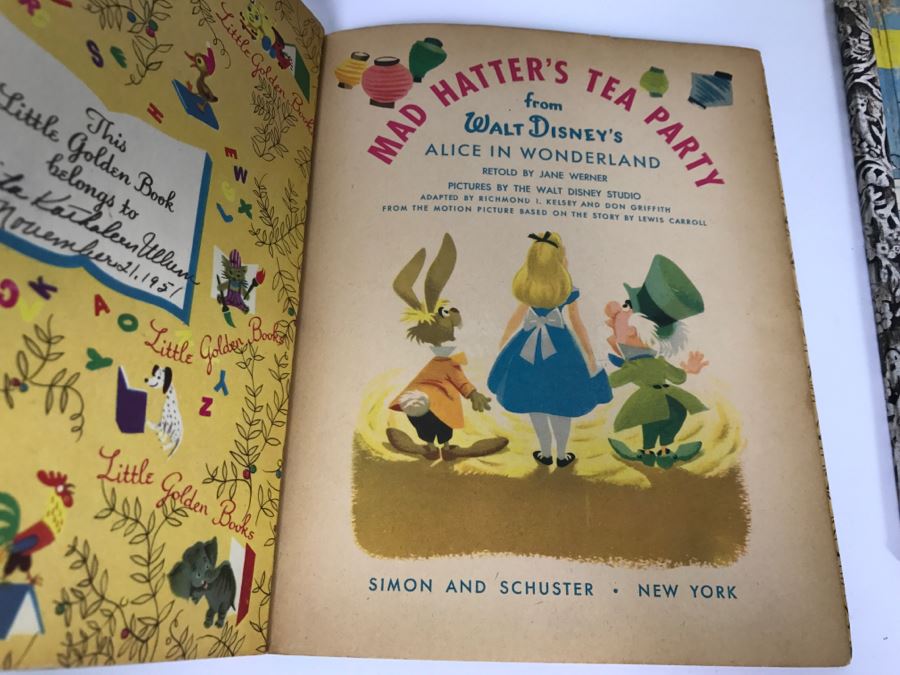 Little Golden Books
This
Little Golden Book
belongs to
Kathaleen Ullum
November 21, 1951
Little Golden Books
Little Golden Books
MAD HATTER'S TEA PARTY
from
WALT DISNEY'S
ALICE IN WONDERLAND
RETOLD BY JANE WERNER
PICTURES BY THE WALT DISNEY STUDIO
ADAPTED BY RICHMOND I. KELSEY AND DON GRIFFITH
FROM THE MOTION PICTURE BASED ON THE STORY BY LEWIS CARROLL
SIMON AND SCHUSTER • NEW YORK